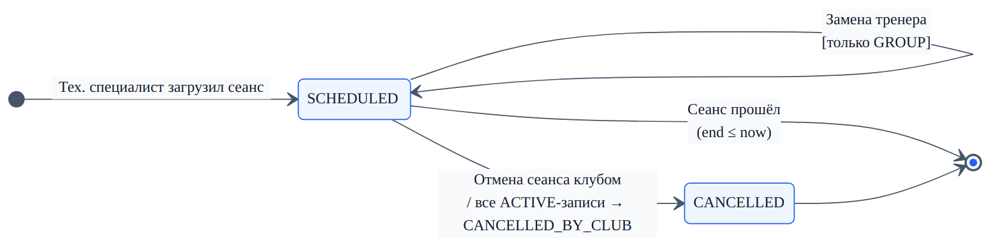 Замена тренера
[только GROUP]
Тех. специалист загрузил сеанс
SCHEDULED
Сеанс прошёл
(end ≤ now)
Отмена сеанса клубом
/ все ACTIVE-записи →
CANCELLED_BY_CLUB
CANCELLED